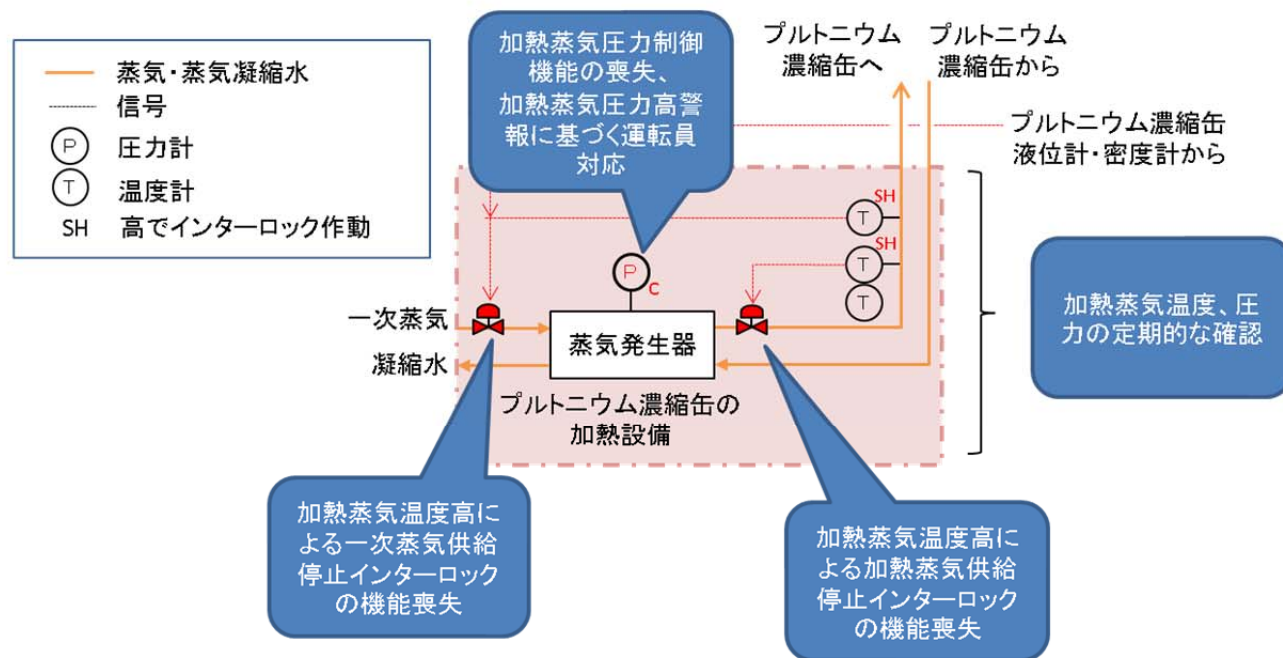 蒸気・蒸気凝縮水
信号
P
圧力計
T
温度計
SH
高でインターロック作動
加熱蒸気圧力制御
機能の喪失、
加熱蒸気圧力高警
報に基づく運転員
対応
プルトニウム
濃縮缶へ
プルトニウム
濃縮缶から
プルトニウム濃縮缶
液位計・密度計から
SH
T
SH
T
T
P
C
一次蒸気
凝縮水
蒸気発生器
プルトニウム濃縮缶の
加熱設備
加熱蒸気温度、圧
力の定期的な確認
加熱蒸気温度高に
よる一次蒸気供給
停止インターロック
の機能喪失
加熱蒸気温度高に
よる加熱蒸気供給
停止インターロック
の機能喪失